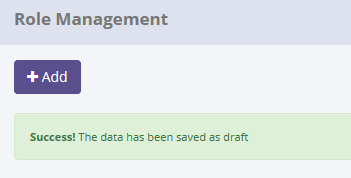 Role Management
+ Add
Success! The data has been saved as draft